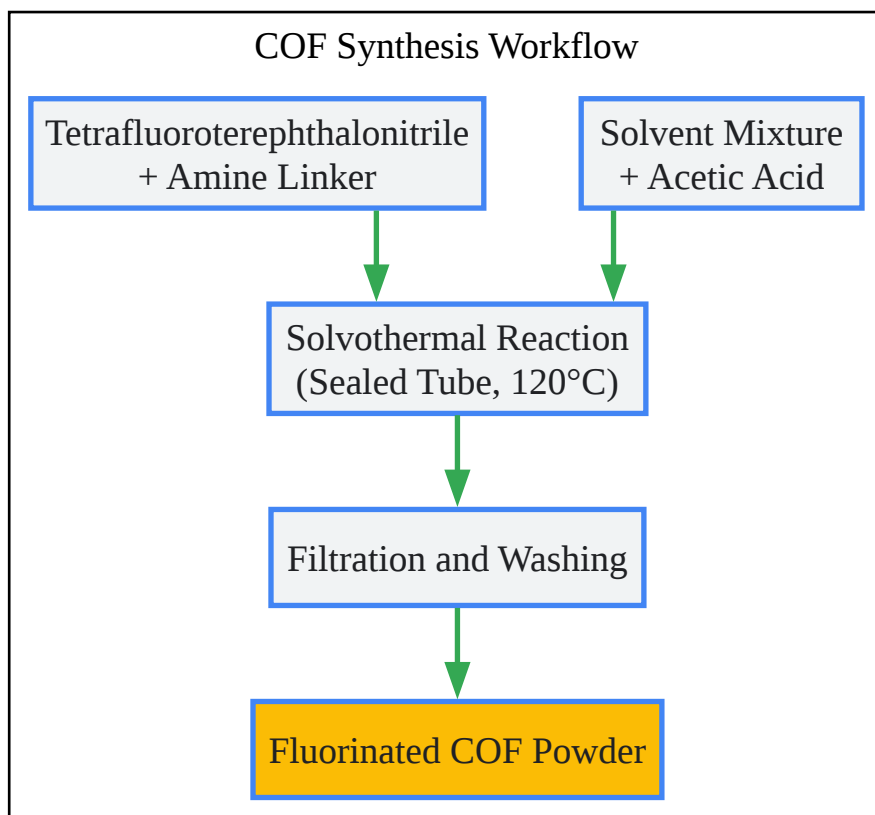 COF Synthesis Workflow
Tetrafluoroterephthalonitrile
+ Amine Linker
Solvent Mixture
+ Acetic Acid
Solvothermal Reaction
(Sealed Tube, 120°C)
Filtration and Washing
Fluorinated COF Powder